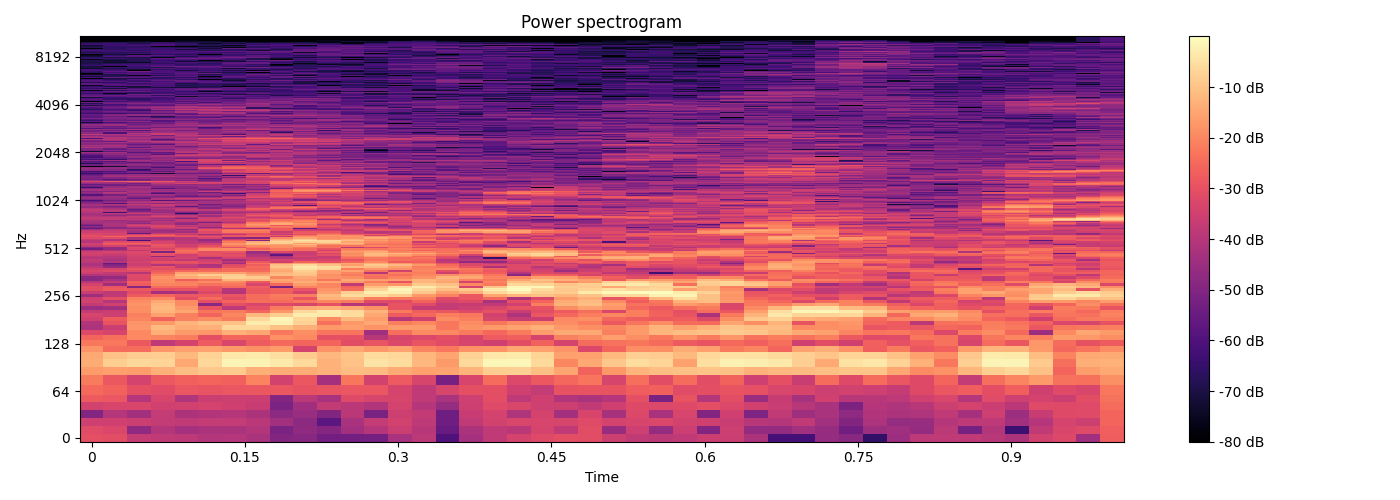 Power spectrogram
Hz
8192
4096
2048
1024
512
256
128
64
0
0 0.15 0.3 0.45 0.6 0.75 0.9
Time
-10 dB
-20 dB
-30 dB
-40 dB
-50 dB
-60 dB
-70 dB
-80 dB